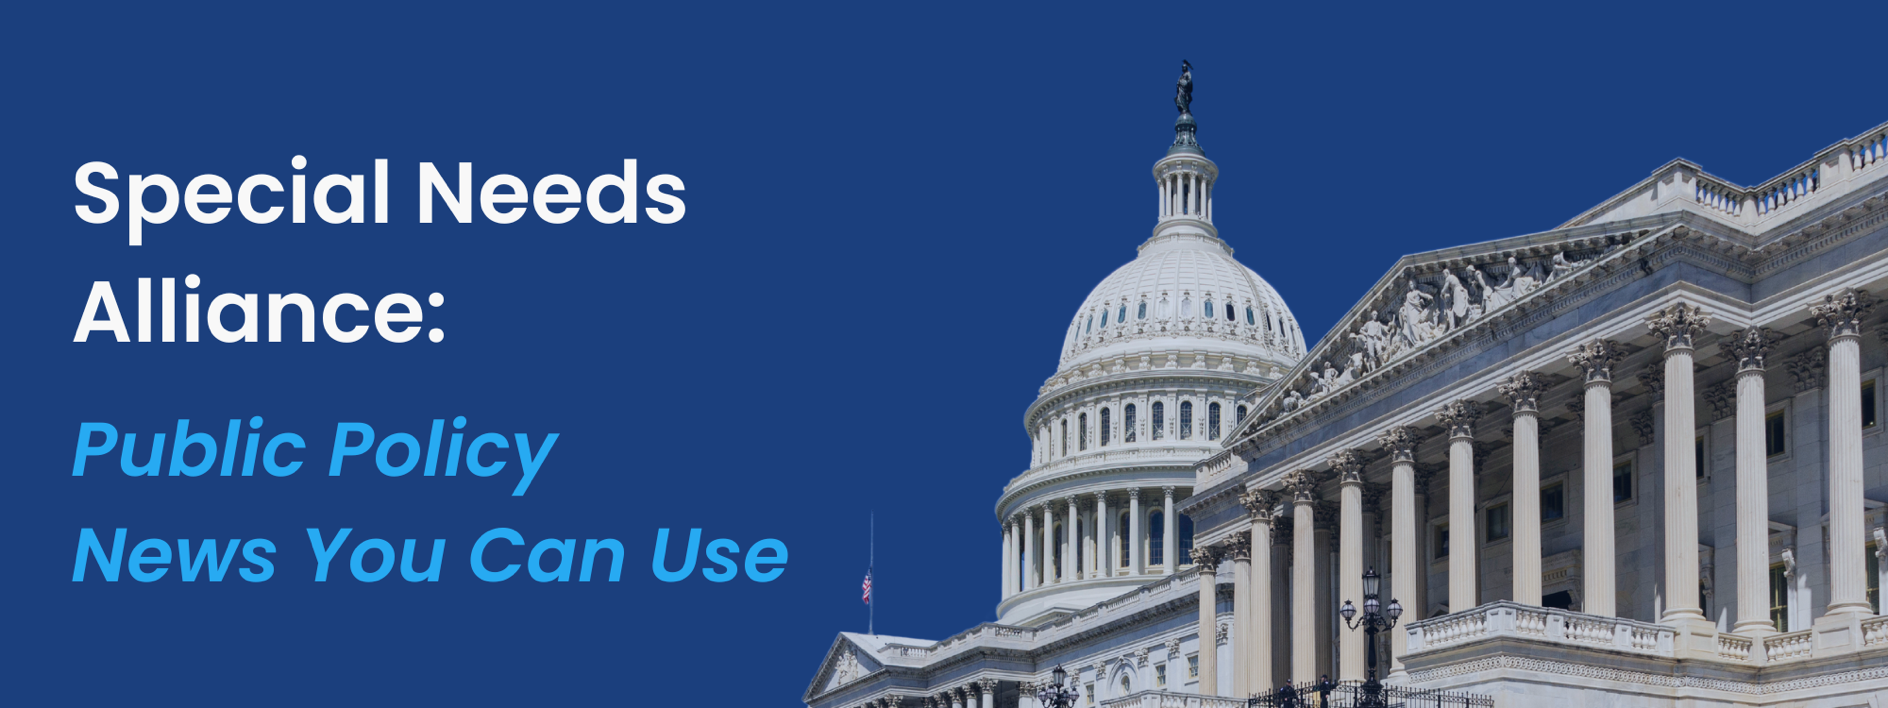 Special Needs
Alliance:
Public Policy
News You Can Use